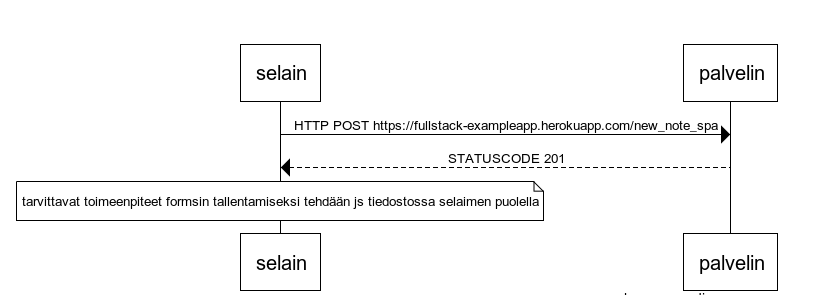 selain palvelin
HTTP POST https://fullstack-exampleapp.herokuapp.com/new_note_spa
STATUSCODE 201
tarvittavat toimeenpiteet formsin tallentamiseksi tehdään js tiedostossa selaimen puolella
selain palvelin